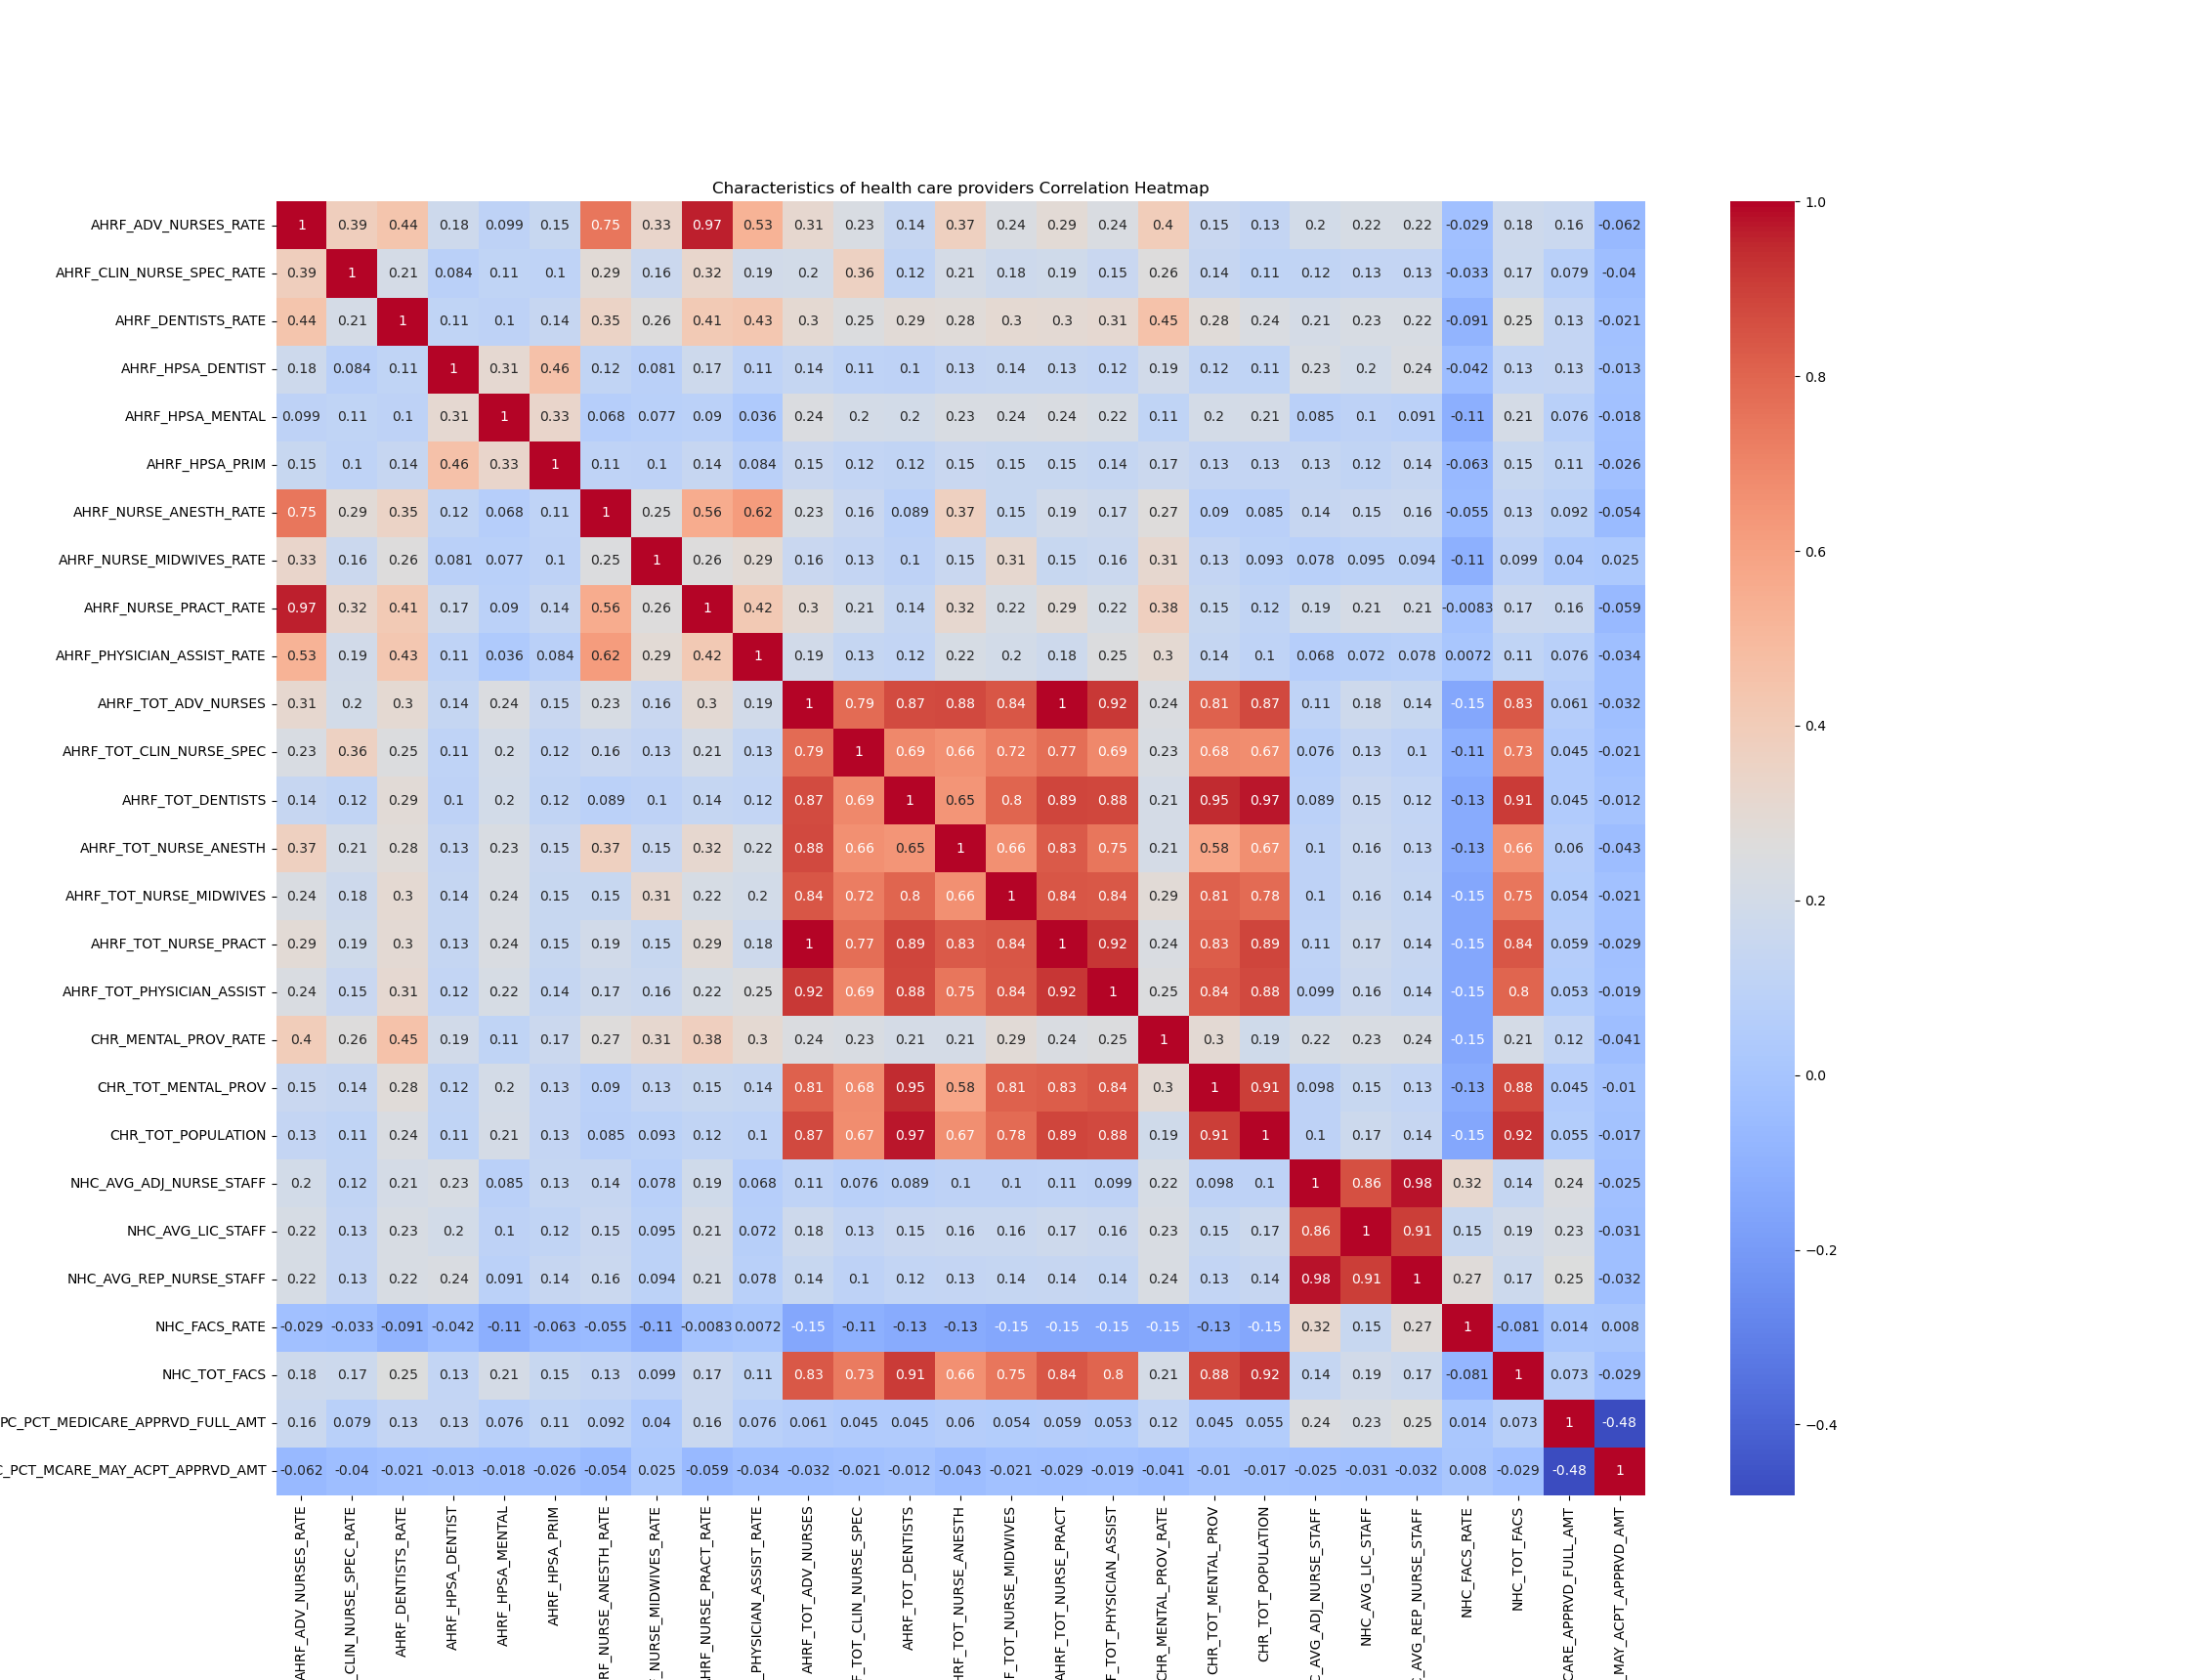 Characteristics of health care providers Correlation Heatmap
AHRF_ADV_NURSES_RATE 1 0.39 0.44 0.18 0.099 0.15 0.75 0.33 0.97 0.53 0.31 0.23 0.14 0.37 0.24 0.29 0.24 0.4 0.15 0.13 0.2 0.22 0.22 -0.029 0.18 0.16 -0.062
AHRF_CLIN_NURSE_SPEC_RATE 0.39 1 0.21 0.084 0.11 0.1 0.29 0.16 0.32 0.19 0.2 0.36 0.12 0.21 0.18 0.19 0.15 0.26 0.14 0.11 0.12 0.13 0.13 -0.033 0.17 0.079 -0.04
AHRF_DENTISTS_RATE 0.44 0.21 1 0.11 0.1 0.14 0.35 0.26 0.41 0.43 0.3 0.25 0.29 0.28 0.3 0.3 0.31 0.45 0.28 0.24 0.21 0.23 0.22 -0.091 0.25 0.13 -0.021
AHRF_HPSA_DENTIST 0.18 0.084 0.11 1 0.31 0.46 0.12 0.081 0.17 0.11 0.14 0.11 0.1 0.13 0.14 0.13 0.12 0.19 0.12 0.11 0.23 0.2 0.24 -0.042 0.13 0.13 -0.013
AHRF_HPSA_MENTAL 0.099 0.11 0.1 0.31 1 0.33 0.068 0.077 0.09 0.036 0.24 0.2 0.2 0.23 0.24 0.24 0.22 0.11 0.2 0.21 0.085 0.1 0.091 -0.11 0.21 0.076 -0.018
AHRF_HPSA_PRIM 0.15 0.1 0.14 0.46 0.33 1 0.11 0.1 0.14 0.084 0.15 0.12 0.12 0.15 0.15 0.15 0.14 0.17 0.13 0.13 0.13 0.12 0.14 -0.063 0.15 0.11 -0.026
AHRF_NURSE_ANESTH_RATE 0.75 0.29 0.35 0.12 0.068 0.11 1 0.25 0.56 0.62 0.23 0.16 0.089 0.37 0.15 0.19 0.17 0.27 0.09 0.085 0.14 0.15 0.16 -0.055 0.13 0.092 -0.054
AHRF_NURSE_MIDWIVES_RATE 0.33 0.16 0.26 0.081 0.077 0.1 0.25 1 0.26 0.29 0.16 0.13 0.1 0.15 0.31 0.15 0.16 0.31 0.13 0.093 0.078 0.095 0.094 -0.11 0.099 0.04 0.025
AHRF_NURSE_PRACT_RATE 0.97 0.32 0.41 0.17 0.09 0.14 0.56 0.26 1 0.42 0.3 0.21 0.14 0.32 0.22 0.29 0.22 0.38 0.15 0.12 0.19 0.21 0.21 -0.0083 0.17 0.16 -0.059
AHRF_PHYSICIAN_ASSIST_RATE 0.53 0.19 0.43 0.11 0.036 0.084 0.62 0.29 0.42 1 0.19 0.13 0.12 0.22 0.2 0.18 0.25 0.3 0.14 0.1 0.068 0.072 0.078 0.0072 0.11 0.076 -0.034
AHRF_TOT_ADV_NURSES 0.31 0.2 0.3 0.14 0.24 0.15 0.23 0.16 0.3 0.19 1 0.79 0.87 0.88 0.84 1 0.92 0.24 0.81 0.87 0.11 0.18 0.14 -0.15 0.83 0.061 -0.032
AHRF_TOT_CLIN_NURSE_SPEC 0.23 0.36 0.25 0.11 0.2 0.12 0.16 0.13 0.21 0.13 0.79 1 0.69 0.66 0.72 0.77 0.69 0.23 0.68 0.67 0.076 0.13 0.1 -0.11 0.73 0.045 -0.021
AHRF_TOT_DENTISTS 0.14 0.12 0.29 0.1 0.2 0.12 0.089 0.1 0.14 0.12 0.87 0.69 1 0.65 0.8 0.89 0.88 0.21 0.95 0.97 0.089 0.15 0.12 -0.13 0.91 0.045 -0.012
AHRF_TOT_NURSE_ANESTH 0.37 0.21 0.28 0.13 0.23 0.15 0.37 0.15 0.32 0.22 0.88 0.66 0.65 1 0.66 0.83 0.75 0.21 0.58 0.67 0.1 0.16 0.13 -0.13 0.66 0.06 -0.043
AHRF_TOT_NURSE_MIDWIVES 0.24 0.18 0.3 0.14 0.24 0.15 0.15 0.31 0.22 0.2 0.84 0.72 0.8 0.66 1 0.84 0.84 0.29 0.81 0.78 0.1 0.16 0.14 -0.15 0.75 0.054 -0.021
AHRF_TOT_NURSE_PRACT 0.29 0.19 0.3 0.13 0.24 0.15 0.19 0.15 0.29 0.18 1 0.77 0.89 0.83 0.84 1 0.92 0.24 0.83 0.89 0.11 0.17 0.14 -0.15 0.84 0.059 -0.029
AHRF_TOT_PHYSICIAN_ASSIST 0.24 0.15 0.31 0.12 0.22 0.14 0.17 0.16 0.22 0.25 0.92 0.69 0.88 0.75 0.84 0.92 1 0.25 0.84 0.88 0.099 0.16 0.14 -0.15 0.8 0.053 -0.019
CHR_MENTAL_PROV_RATE 0.4 0.26 0.45 0.19 0.11 0.17 0.27 0.31 0.38 0.3 0.24 0.23 0.21 0.21 0.29 0.24 0.25 1 0.3 0.19 0.22 0.23 0.24 -0.15 0.21 0.12 -0.041
CHR_TOT_MENTAL_PROV 0.15 0.14 0.28 0.12 0.2 0.13 0.09 0.13 0.15 0.14 0.81 0.68 0.95 0.58 0.81 0.83 0.84 0.3 1 0.91 0.098 0.15 0.13 -0.13 0.88 0.045 -0.01
CHR_TOT_POPULATION 0.13 0.11 0.24 0.11 0.21 0.13 0.085 0.093 0.12 0.1 0.87 0.67 0.97 0.67 0.78 0.89 0.88 0.19 0.91 1 0.1 0.17 0.14 -0.15 0.92 0.055 -0.017
NHC_AVG_ADJ_NURSE_STAFF 0.2 0.12 0.21 0.23 0.085 0.13 0.14 0.078 0.19 0.068 0.11 0.076 0.089 0.1 0.1 0.11 0.099 0.22 0.098 0.1 1 0.86 0.98 0.32 0.14 0.24 -0.025
NHC_AVG_LIC_STAFF 0.22 0.13 0.23 0.2 0.1 0.12 0.15 0.095 0.21 0.072 0.18 0.13 0.15 0.16 0.16 0.17 0.16 0.23 0.15 0.17 0.86 1 0.91 0.15 0.19 0.23 -0.031
NHC_AVG_REP_NURSE_STAFF 0.22 0.13 0.22 0.24 0.091 0.14 0.16 0.094 0.21 0.078 0.14 0.1 0.12 0.13 0.14 0.14 0.14 0.24 0.13 0.14 0.98 0.91 1 0.27 0.17 0.25 -0.032
NHC_FACS_RATE -0.029 -0.033 -0.091 -0.042 -0.11 -0.063 -0.055 -0.11 -0.0083 0.0072 -0.15 -0.11 -0.13 -0.13 -0.15 -0.15 -0.15 -0.15 -0.13 -0.15 0.32 0.15 0.27 1 -0.081 0.014 0.008
NHC_TOT_FACS 0.18 0.17 0.25 0.13 0.21 0.15 0.13 0.099 0.17 0.11 0.83 0.73 0.91 0.66 0.75 0.84 0.8 0.21 0.88 0.92 0.14 0.19 0.17 -0.081 1 0.073 -0.029
PC_PCT_MEDICARE_APPRVD_FULL_AMT 0.16 0.079 0.13 0.13 0.076 0.11 0.092 0.04 0.16 0.076 0.061 0.045 0.045 0.06 0.054 0.059 0.053 0.12 0.045 0.055 0.24 0.23 0.25 0.014 0.073 1 -0.48
C_PCT_MCARE_MAY_ACPT_APPRVD_AMT -0.062 -0.04 -0.021 -0.013 -0.018 -0.026 -0.054 0.025 -0.059 -0.034 -0.032 -0.021 -0.012 -0.043 -0.021 -0.029 -0.019 -0.041 -0.01 -0.017 -0.025 -0.031 -0.032 0.008 -0.029 -0.48 1
AHRF_ADV_NURSES_RATE
_CLIN_NURSE_SPEC_RATE
AHRF_DENTISTS_RATE
AHRF_HPSA_DENTIST
AHRF_HPSA_MENTAL
AHRF_HPSA_PRIM
RF_NURSE_ANESTH_RATE
_NURSE_MIDWIVES_RATE
HRF_NURSE_PRACT_RATE
_PHYSICIAN_ASSIST_RATE
AHRF_TOT_ADV_NURSES
F_TOT_CLIN_NURSE_SPEC
AHRF_TOT_DENTISTS
HRF_TOT_NURSE_ANESTH
F_TOT_NURSE_MIDWIVES
AHRF_TOT_NURSE_PRACT
F_TOT_PHYSICIAN_ASSIST
CHR_MENTAL_PROV_RATE
CHR_TOT_MENTAL_PROV
CHR_TOT_POPULATION
C_AVG_ADJ_NURSE_STAFF
NHC_AVG_LIC_STAFF
C_AVG_REP_NURSE_STAFF
NHC_FACS_RATE
NHC_TOT_FACS
CARE_APPRVD_FULL_AMT
_MAY_ACPT_APPRVD_AMT
1.0
0.8
0.6
0.4
0.2
0.0
−0.2
−0.4